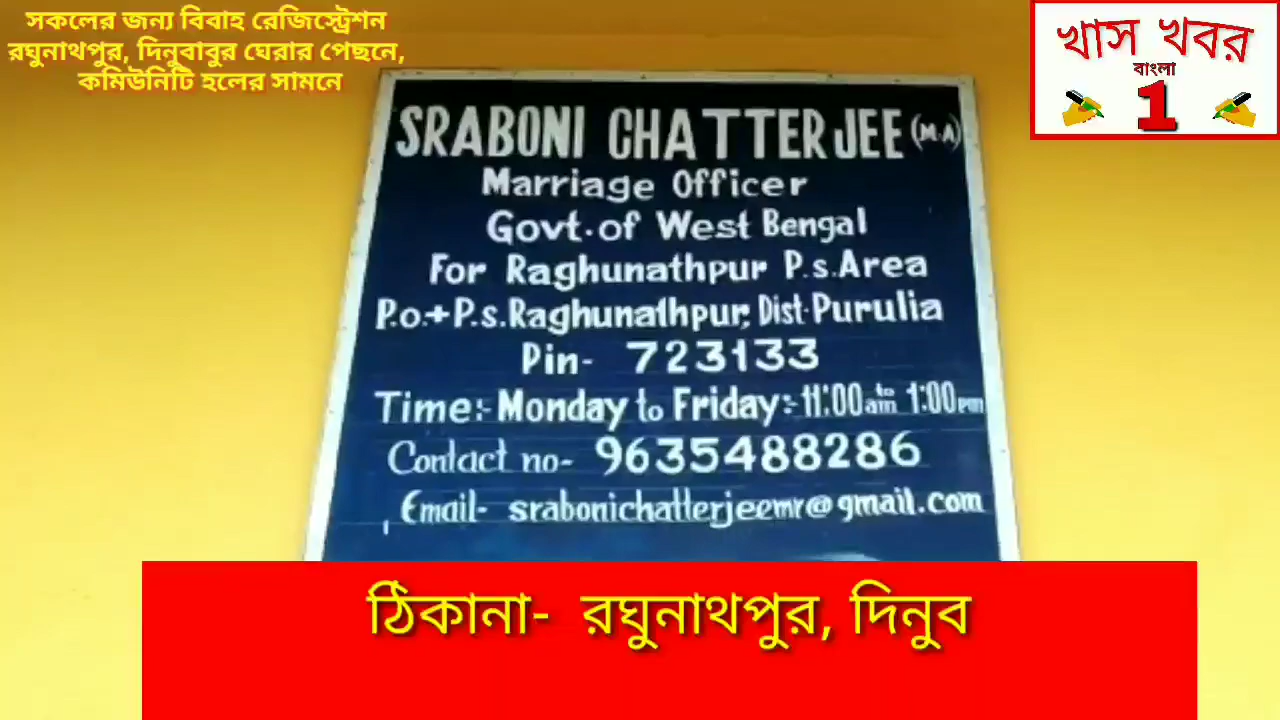 সকলের জন্য বিবাহ রেজিস্ট্রেশন
রঘুনাথপুর, দিনুবাবুর ঘেরার পেছনে,
কমিউনিটি হলের সামনে
খাস খবর
বাংলা
1
SRABONI CHATTERJEE (M.A)
Marriage Officer
Govt. of West Bengal
For Raghunathpur P.s. Area
P.o.+P.s. Raghunathpur, Dist- Purulia
Pin- 723133
Time:- Monday to Friday:- 11:00 am to 1:00 pm
Contact no- 9635488286
Email- srabonichatterjeemr@gmail.com
ঠিকানা- রঘুনাথপুর, দিনুব